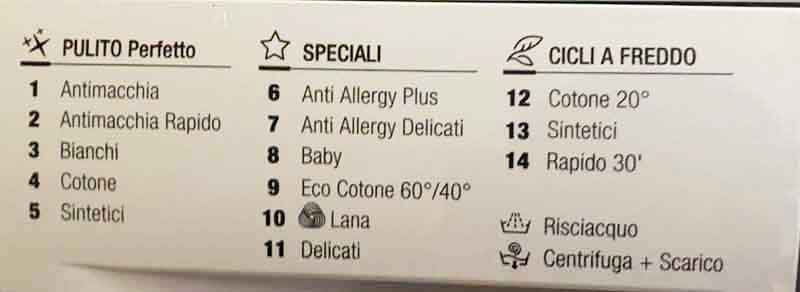 PULITO Perfetto
1 Antimacchia
2 Antimacchia Rapido
3 Bianchi
4 Cotone
5 Sintetici
SPECIALI
6 Anti Allergy Plus
7 Anti Allergy Delicati
8 Baby
9 Eco Cotone 60°/40°
10 Lana
11 Delicati
CICLI A FREDDO
12 Cotone 20°
13 Sintetici
14 Rapido 30'
Risciacquo
Centrifuga + Scarico